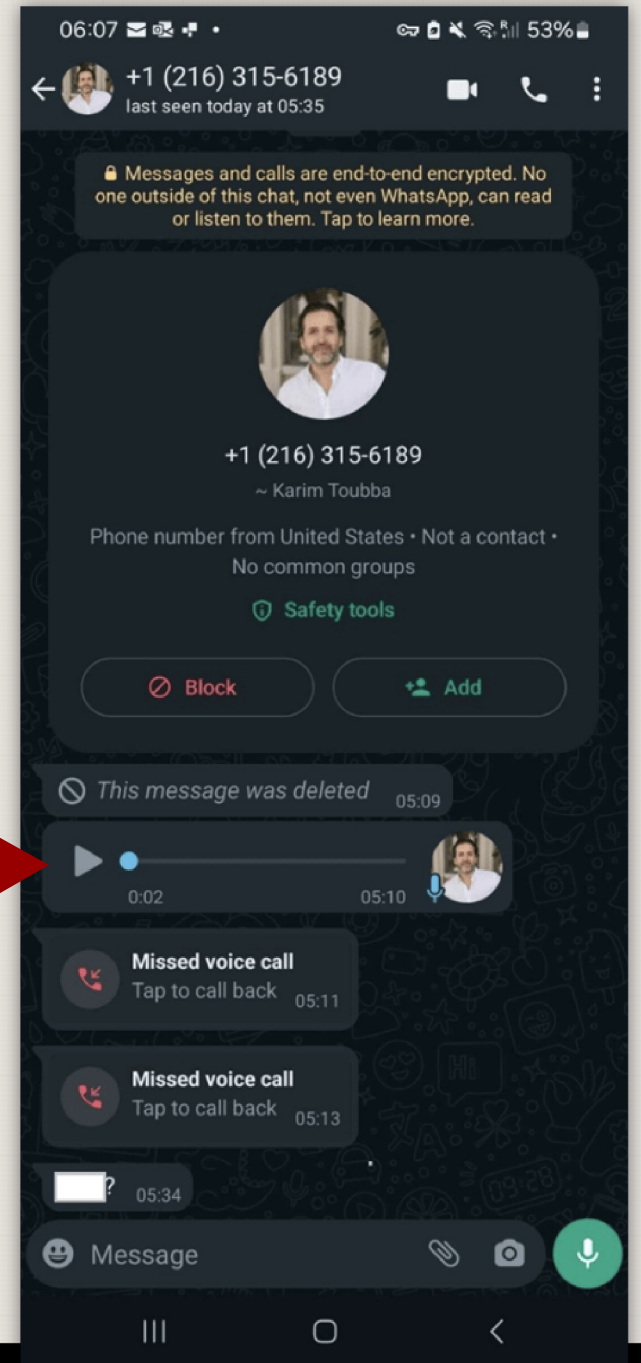 06:07 53%
+1 (216) 315-6189
last seen today at 05:35
Messages and calls are end-to-end encrypted. No
one outside of this chat, not even WhatsApp, can read
or listen to them. Tap to learn more.
+1 (216) 315-6189
~ Karim Toubba
Phone number from United States • Not a contact •
No common groups
Safety tools
Block
Add
This message was deleted 05:09
0:02 05:10
Missed voice call
Tap to call back 05:11
Missed voice call
Tap to call back 05:13
? 05:34
Message